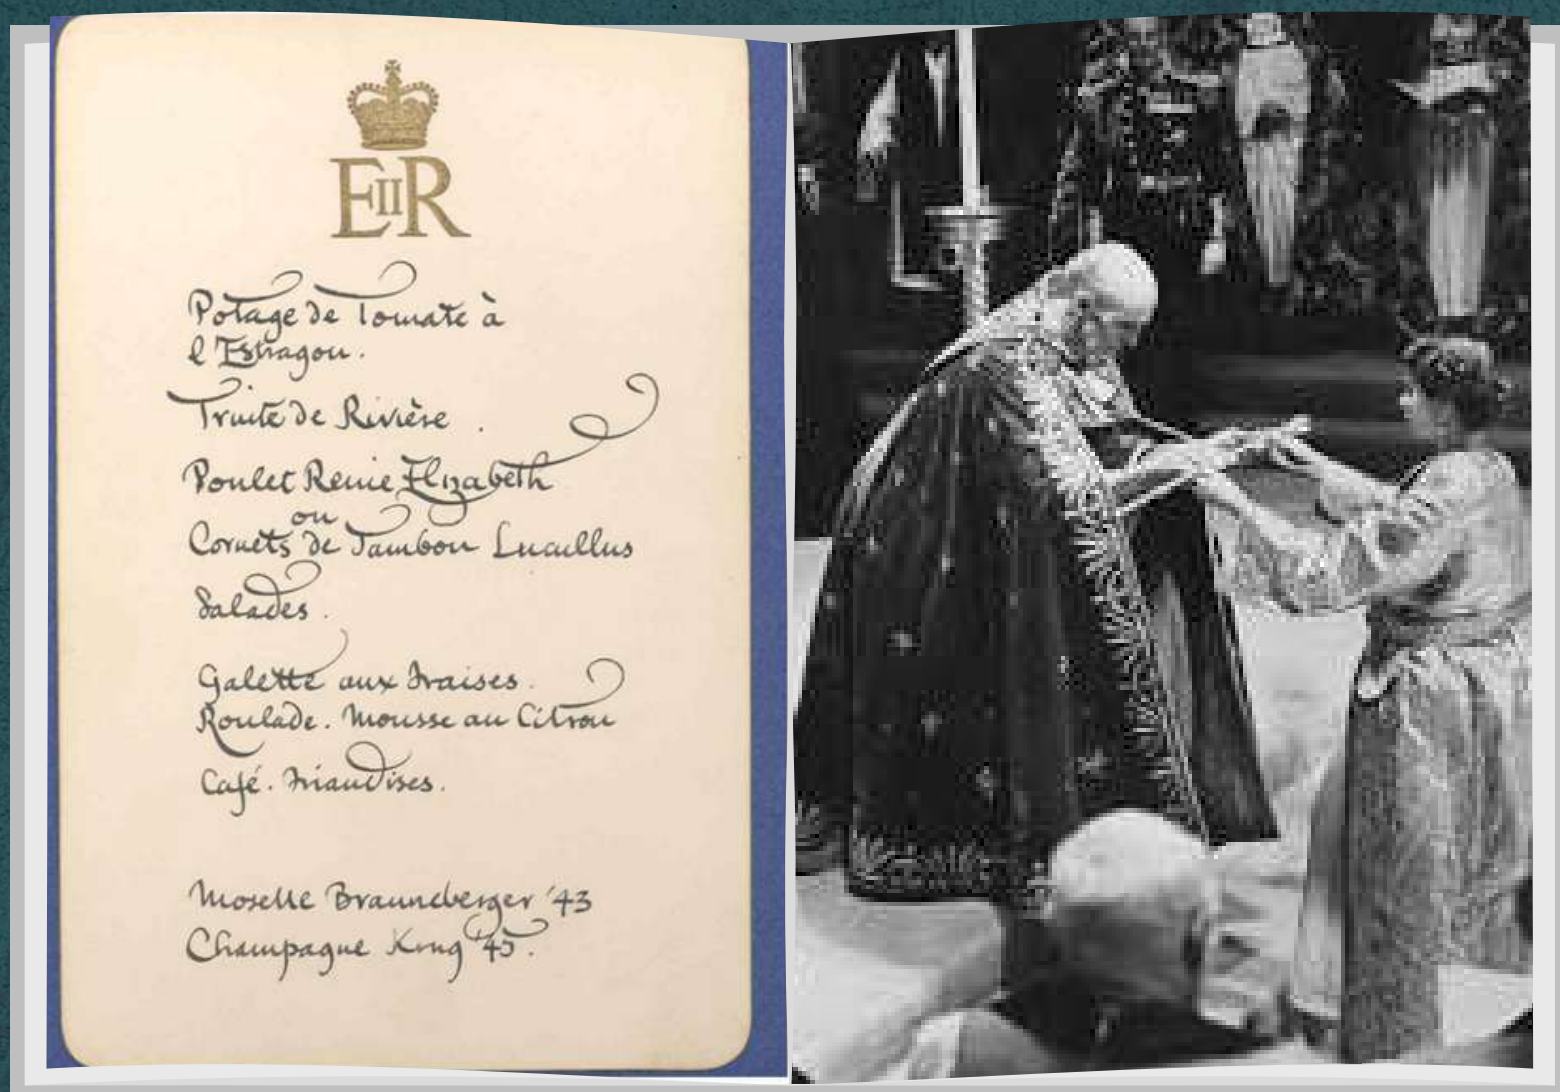 EIIR
Potage de Tomate à
l'Estragon.
Truite de Rivière.
Poulet Reine Elizabeth
ou
Cornets de Jambon Lucullus
Salades.
Galette aux fraises.
Roulade. Mousse au Citron
Café. Friandises.
Moselle Brauneberger '43
Champagne Krug '45.